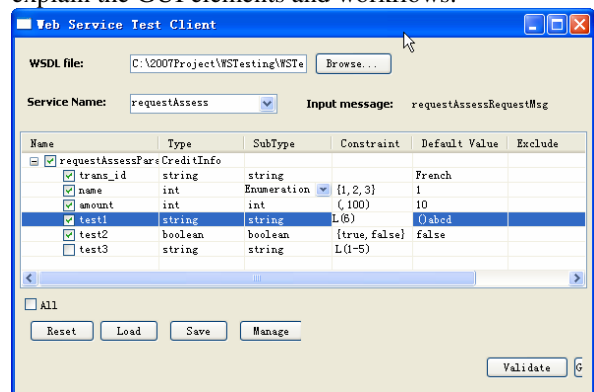 explain the GUI elements and workflows.
Web Service Test Client
WSDL file: C:\2007Project\WSTesting\WSTe Browse...
Service Name: requestAssess Input message: requestAssessRequestMsg
Name Type SubType Constraint Default Value Exclude
requestAssessPara CreditInfo
trans_id string string French
name int Enumeration {1,2,3} 1
amount int int (,100) 10
test1 string string L(6) ()abcd
test2 boolean boolean {true,false} false
test3 string string L(1-5)
All
Reset Load Save Manage
Validate G